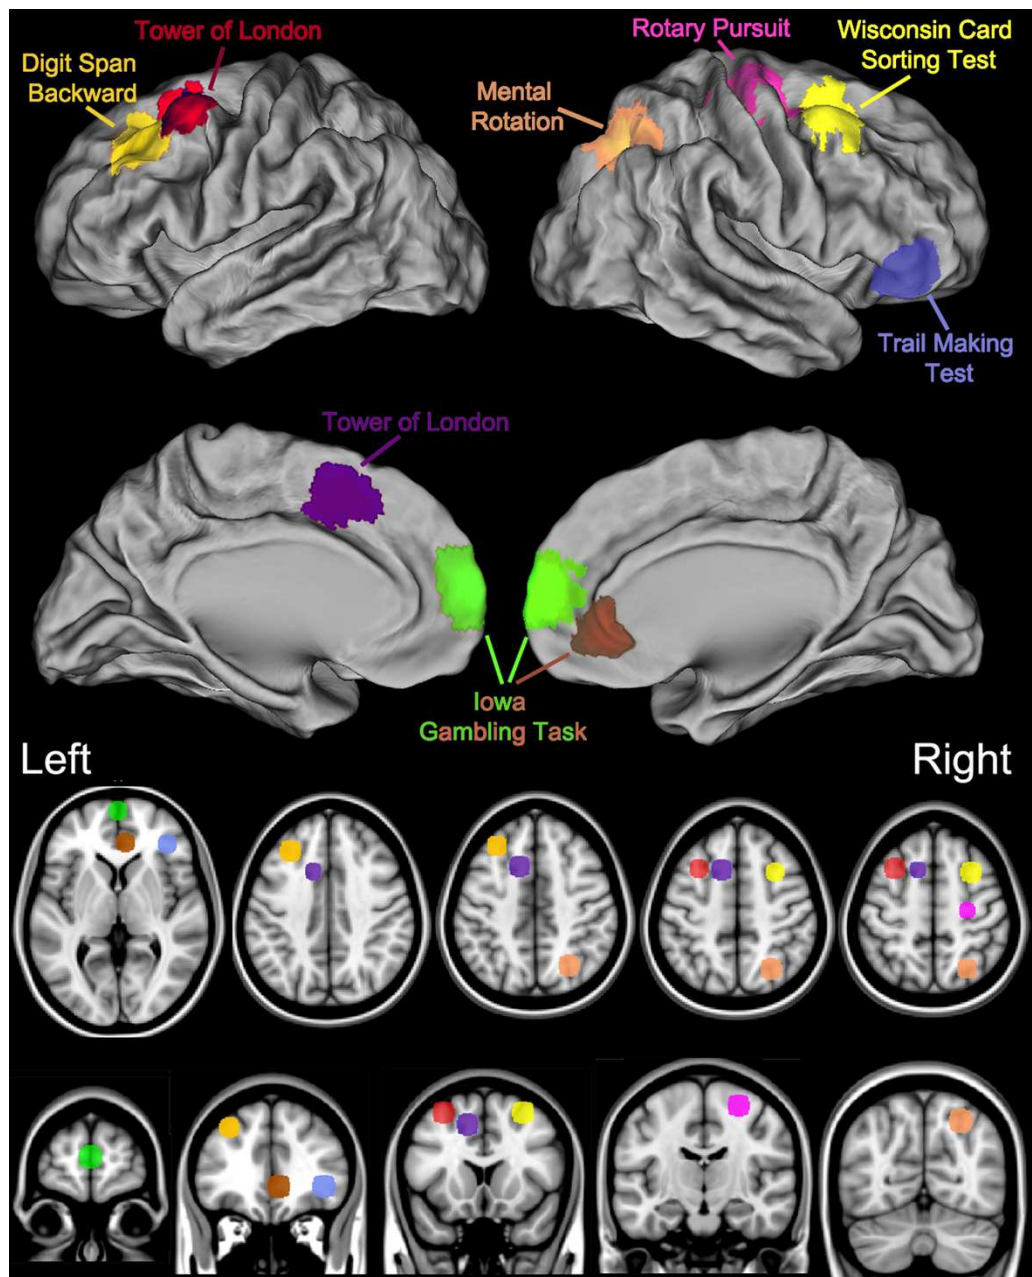 Tower of London
Digit Span
Backward
Rotary Pursuit
Wisconsin Card
Sorting Test
Mental
Rotation
Trail Making
Test
Tower of London
Iowa
Gambling Task
Left
Right